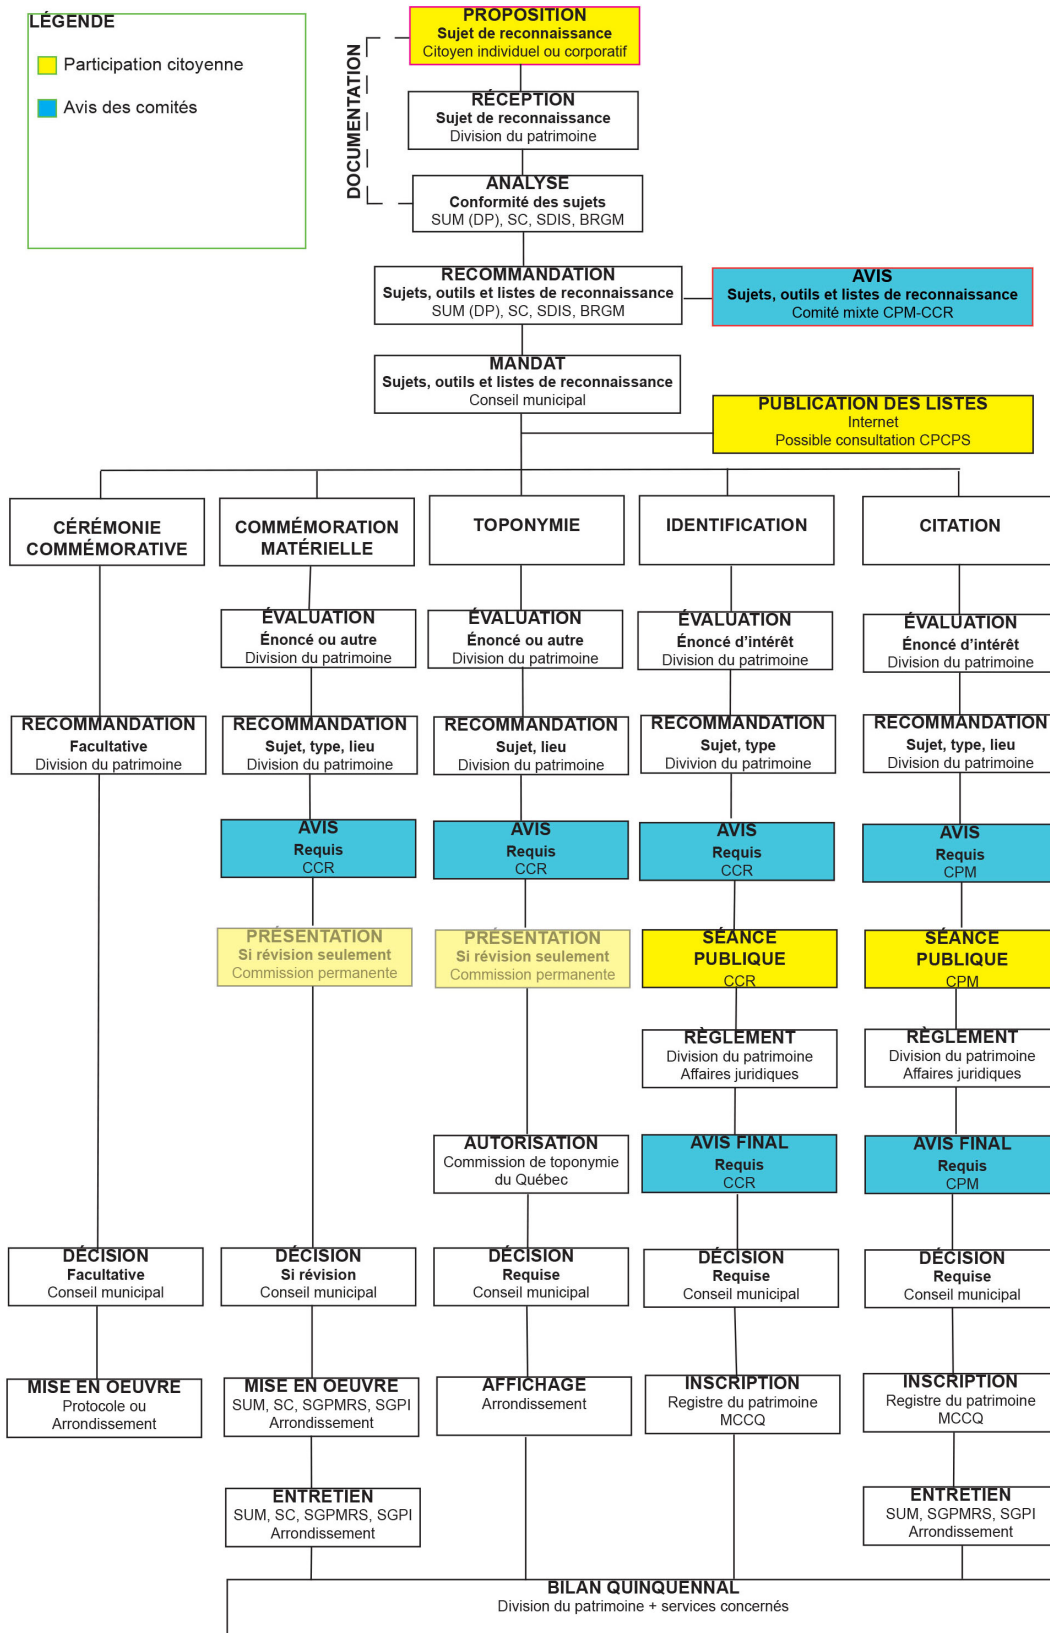 LÉGENDE
Participation citoyenne
Avis des comités
DOCUMENTATION
PROPOSITION
Sujet de reconnaissance
Citoyen individuel ou corporatif
RÉCEPTION
Sujet de reconnaissance
Division du patrimoine
ANALYSE
Conformité des sujets
SUM (DP), SC, SDIS, BRGM
RECOMMANDATION
Sujets, outils et listes de reconnaissance
SUM (DP), SC, SDIS, BRGM
AVIS
Sujets, outils et listes de reconnaissance
Comité mixte CPM-CCR
MANDAT
Sujets, outils et listes de reconnaissance
Conseil municipal
PUBLICATION DES LISTES
Internet
Possible consultation CPCPS
CÉRÉMONIE
COMMÉMORATIVE
RECOMMANDATION
Facultative
Division du patrimoine
DÉCISION
Facultative
Conseil municipal
MISE EN OEUVRE
Protocole ou
Arrondissement
COMMÉMORATION
MATÉRIELLE
ÉVALUATION
Énoncé ou autre
Division du patrimoine
RECOMMANDATION
Sujet, type, lieu
Division du patrimoine
AVIS
Requis
CCR
PRÉSENTATION
Si révision seulement
Commission permanente
DÉCISION
Si révision
Conseil municipal
MISE EN OEUVRE
SUM, SC, SGPMRS, SGPI
Arrondissement
ENTRETIEN
SUM, SC, SGPMRS, SGPI
Arrondissement
TOPONYMIE
ÉVALUATION
Énoncé ou autre
Division du patrimoine
RECOMMANDATION
Sujet, lieu
Division du patrimoine
AVIS
Requis
CCR
PRÉSENTATION
Si révision seulement
Commission permanente
AUTORISATION
Commission de toponymie
du Québec
DÉCISION
Requise
Conseil municipal
AFFICHAGE
Arrondissement
IDENTIFICATION
ÉVALUATION
Énoncé d'intérêt
Division du patrimoine
RECOMMANDATION
Sujet, type
Divivion du patrimoine
AVIS
Requis
CCR
SÉANCE
PUBLIQUE
CCR
RÈGLEMENT
Division du patrimoine
Affaires juridiques
AVIS FINAL
Requis
CCR
DÉCISION
Requise
Conseil municipal
INSCRIPTION
Registre du patrimoine
MCCQ
CITATION
ÉVALUATION
Énoncé d'intérêt
Division du patrimoine
RECOMMANDATION
Sujet, type, lieu
Division du patrimoine
AVIS
Requis
CPM
SÉANCE
PUBLIQUE
CPM
RÈGLEMENT
Division du patrimoine
Affaires juridiques
AVIS FINAL
Requis
CPM
DÉCISION
Requise
Conseil municipal
INSCRIPTION
Registre du patrimoine
MCCQ
ENTRETIEN
SUM, SGPMRS, SGPI
Arrondissement
BILAN QUINQUENNAL
Division du patrimoine + services concernés